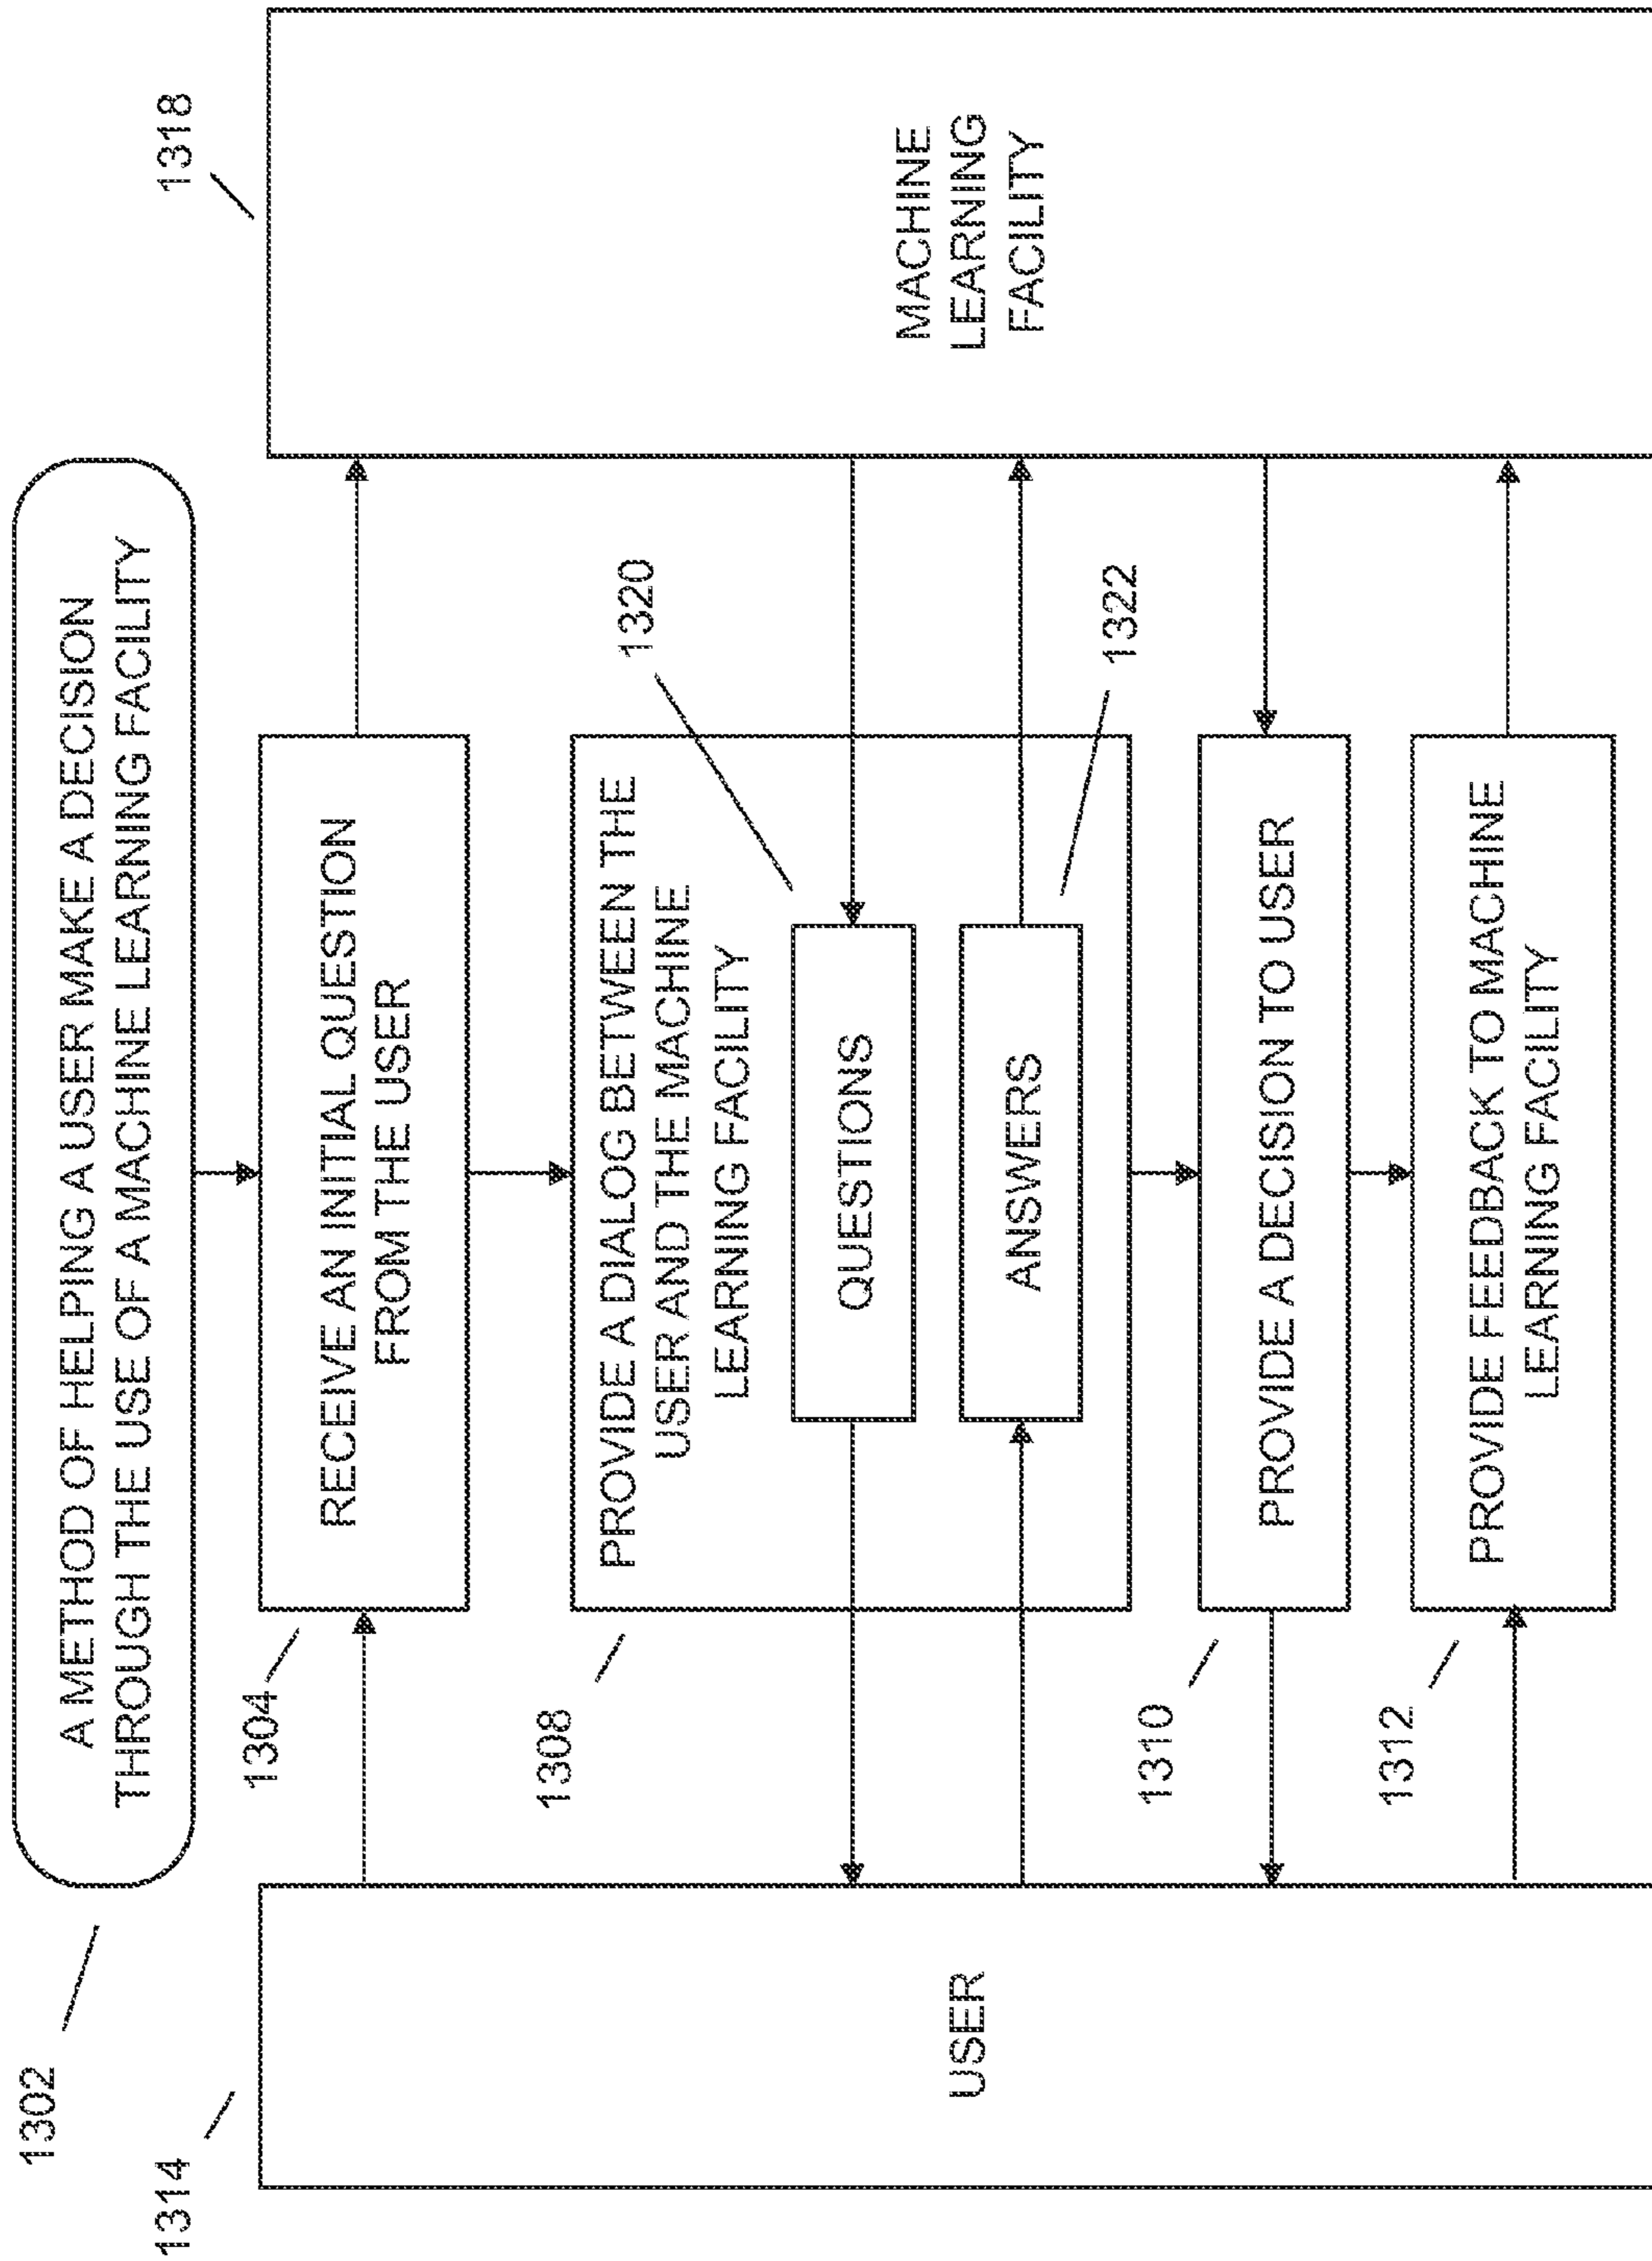 1302
A METHOD OF HELPING A USER MAKE A DECISION
THROUGH THE USE OF A MACHINE LEARNING FACILITY
1314
1318
USER
1304
RECEIVE AN INITIAL QUESTION
FROM THE USER
1308
PROVIDE A DIALOG BETWEEN THE
USER AND THE MACHINE
LEARNING FACILITY
1320
QUESTIONS
ANSWERS
1322
1310
PROVIDE A DECISION TO USER
1312
PROVIDE FEEDBACK TO MACHINE
LEARNING FACILITY
MACHINE
LEARNING
FACILITY